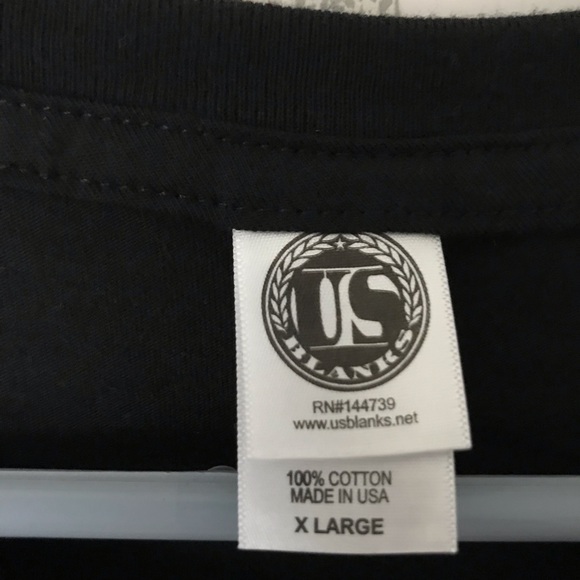 US
BLANKS
RN#144739
www.usblanks.net
100% COTTON
MADE IN USA
X LARGE